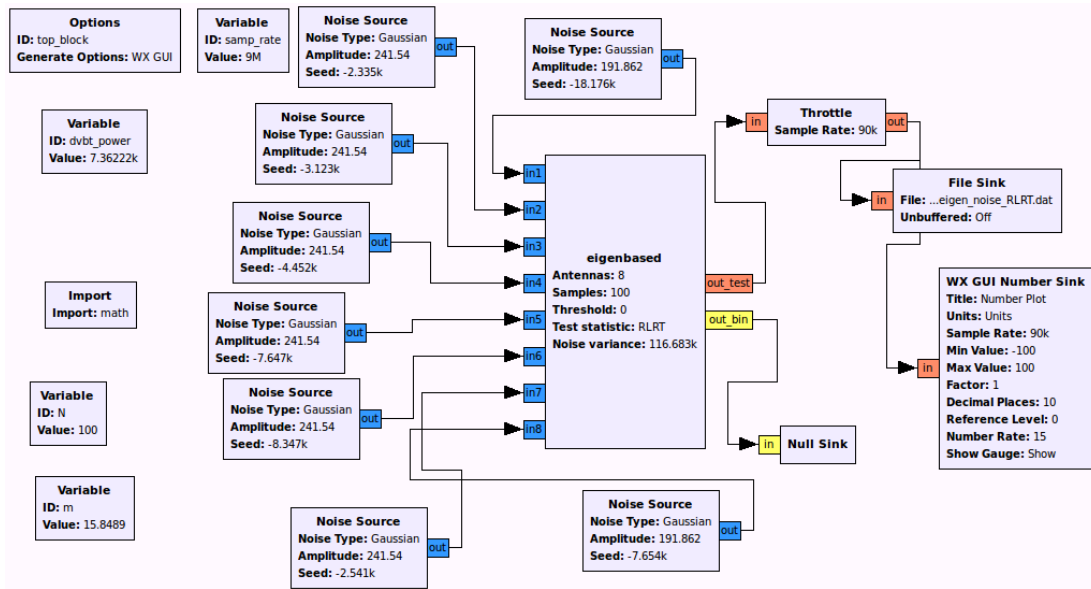 Options
ID: top_block
Generate Options: WX GUI
Variable
ID: samp_rate
Value: 9M
Noise Source
Noise Type: Gaussian
Amplitude: 241.54
Seed: -2.335k
out
Noise Source
Noise Type: Gaussian
Amplitude: 191.862
Seed: -18.176k
out
Variable
ID: dvbt_power
Value: 7.36222k
Noise Source
Noise Type: Gaussian
Amplitude: 241.54
Seed: -3.123k
out
Noise Source
Noise Type: Gaussian
Amplitude: 241.54
Seed: -4.452k
out
Import
Import: math
Noise Source
Noise Type: Gaussian
Amplitude: 241.54
Seed: -7.647k
out
Variable
ID: N
Value: 100
Noise Source
Noise Type: Gaussian
Amplitude: 241.54
Seed: -8.347k
out
Variable
ID: m
Value: 15.8489
Noise Source
Noise Type: Gaussian
Amplitude: 241.54
Seed: -2.541k
out
Noise Source
Noise Type: Gaussian
Amplitude: 191.862
Seed: -7.654k
out
in1
in2
in3
in4
in5
in6
in7
in8
eigenbased
Antennas: 8
Samples: 100
Threshold: 0
Test statistic: RLRT
Noise variance: 116.683k
out_test
out_bin
in
Throttle
Sample Rate: 90k
out
in
File Sink
File: ...eigen_noise_RLRT.dat
Unbuffered: Off
in
WX GUI Number Sink
Title: Number Plot
Units: Units
Sample Rate: 90k
Min Value: -100
Max Value: 100
Factor: 1
Decimal Places: 10
Reference Level: 0
Number Rate: 15
Show Gauge: Show
in
Null Sink